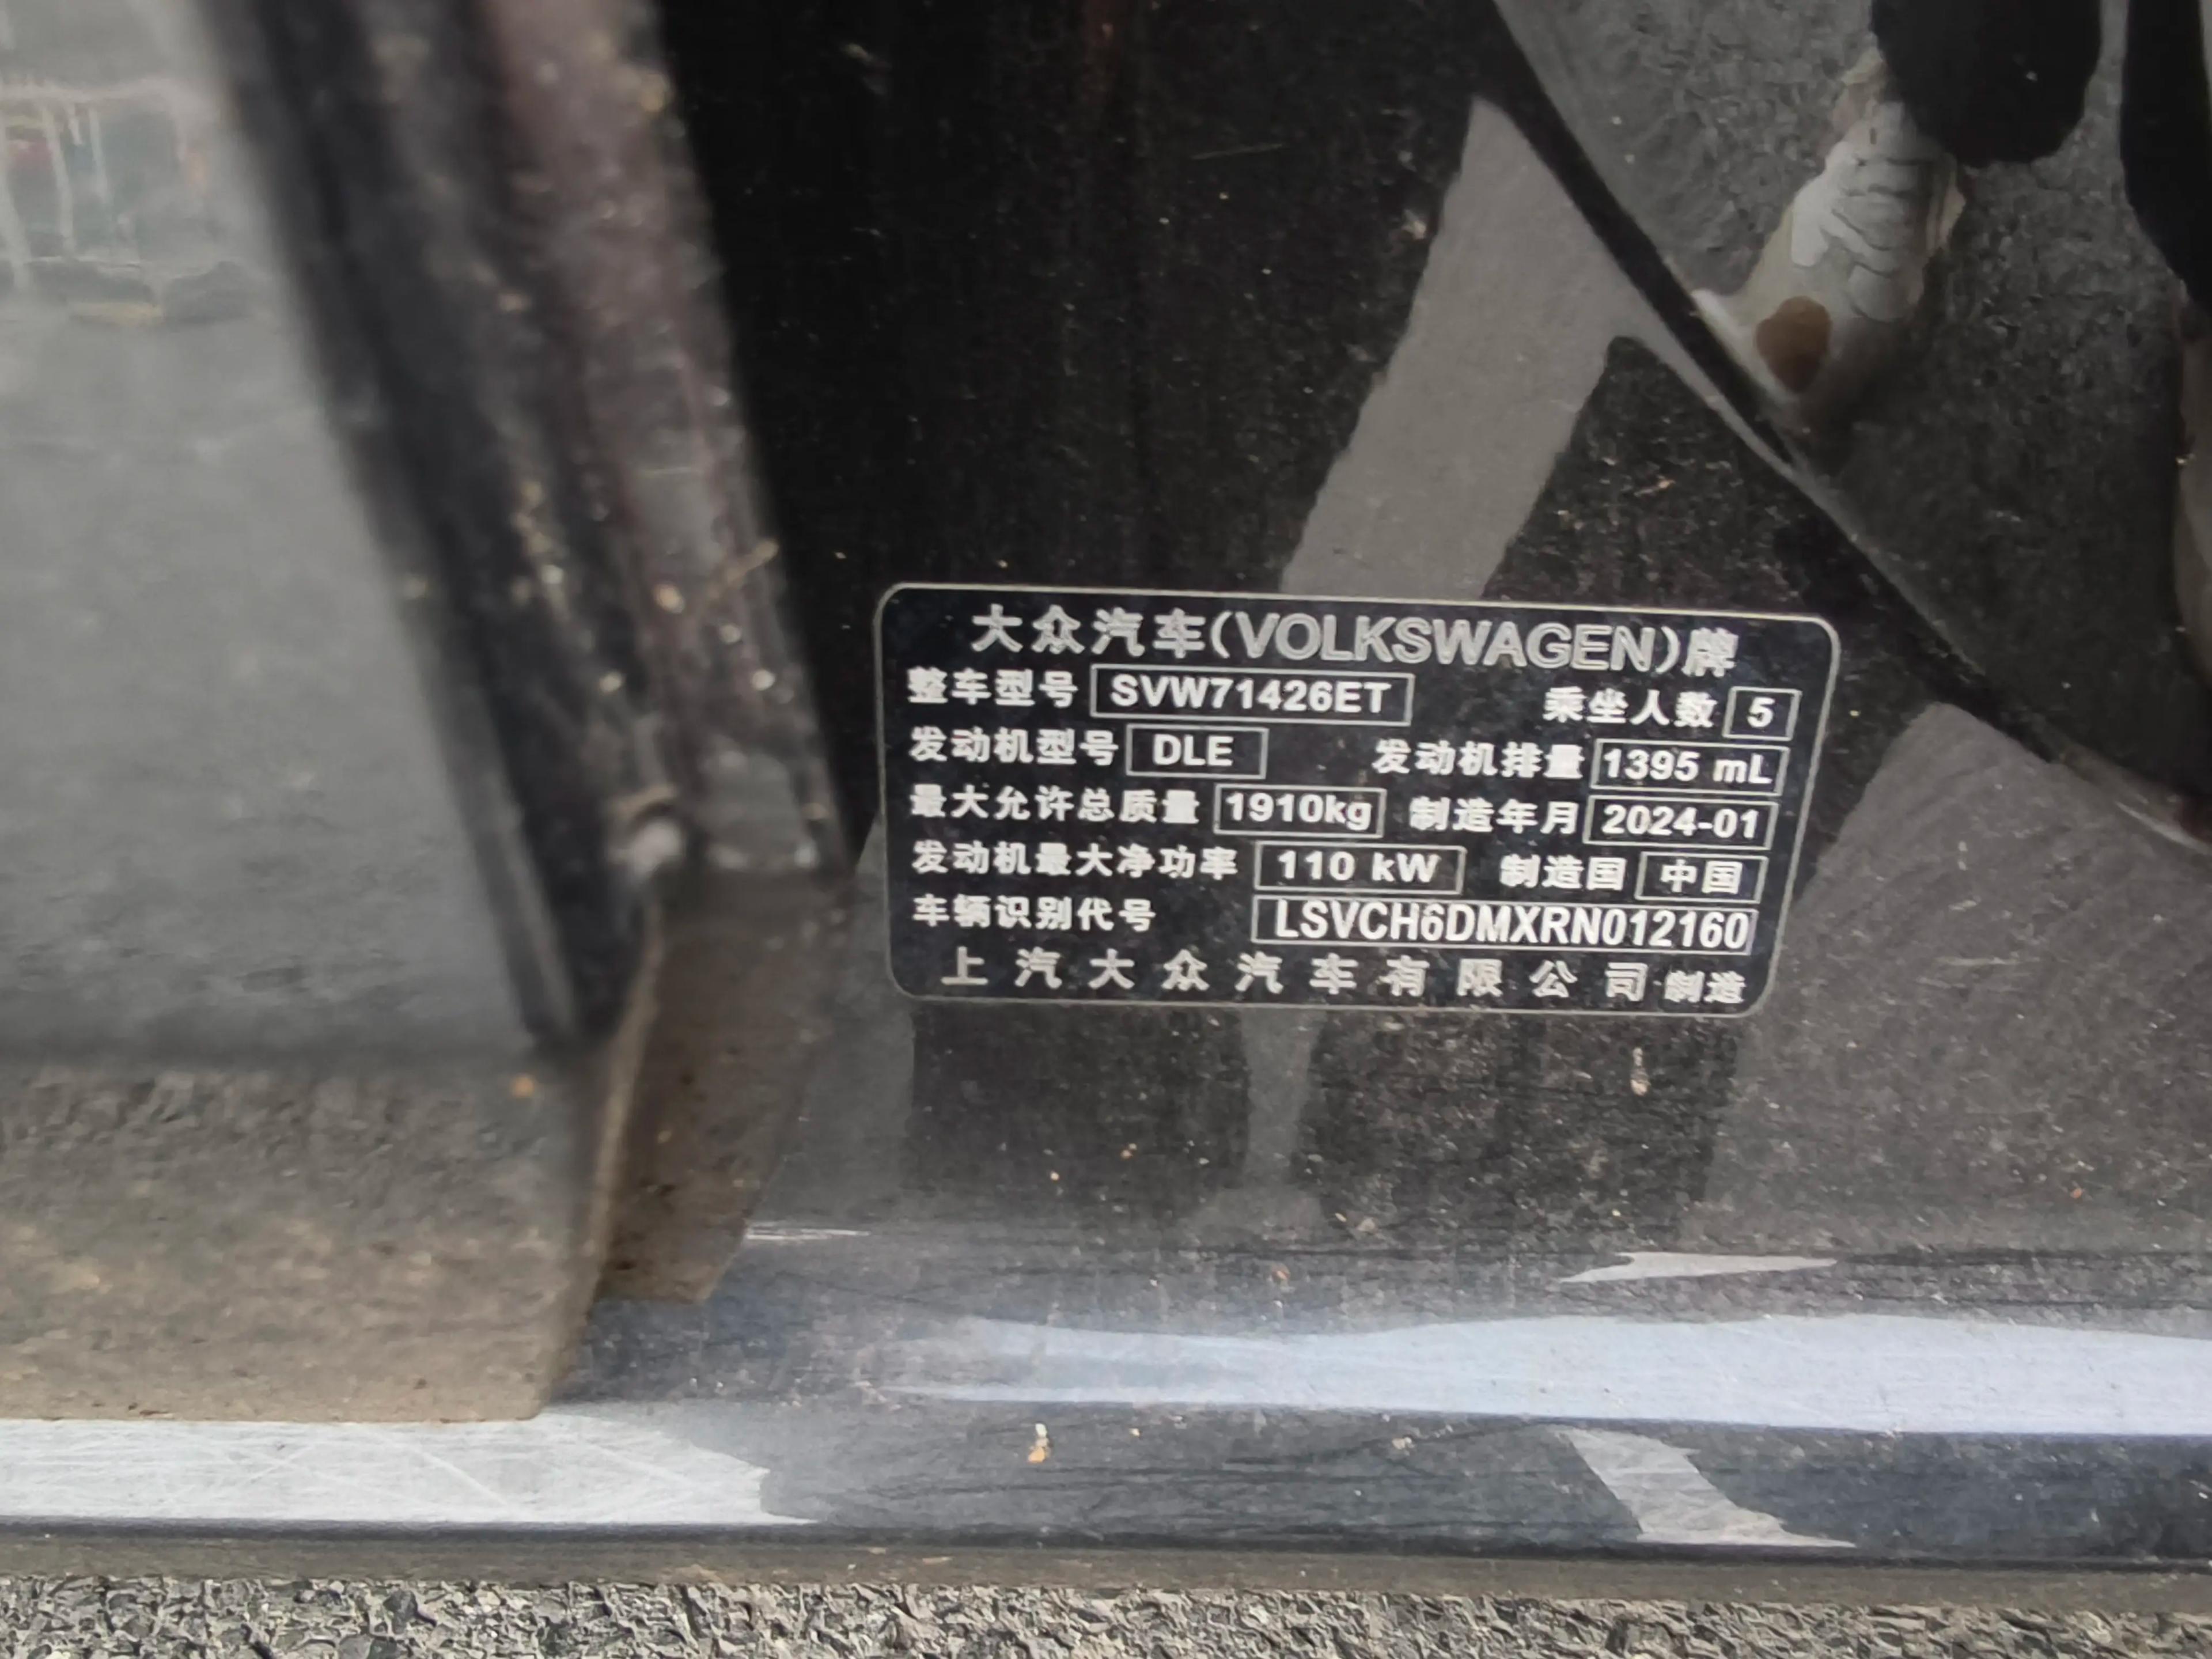 大众汽车(VOLKSWAGEN)牌
整车型号 SVW71426ET 乘坐人数 5
发动机型号 DLE 发动机排量 1395 mL
最大允许总质量 1910kg 制造年月 2024-01
发动机最大净功率 110 kW 制造国 中国
车辆识别代号 LSVCH6DMXRN012160
上汽大众汽车有限公司制造